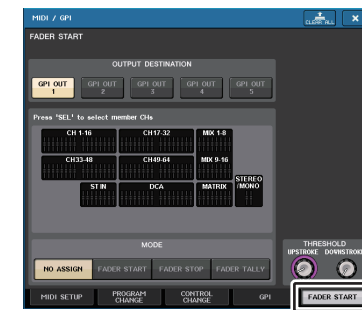 MIDI / GPI
CLEAR ALL
FADER START
OUTPUT DESTINATION
GPI OUT 1
GPI OUT 2
GPI OUT 3
GPI OUT 4
GPI OUT 5
Press 'SEL' to select member CHs
CH 1-16
CH17-32
MIX 1-8
CH33-48
CH49-64
MIX 9-16
STEREO /MONO
ST IN
DCA
MATRIX
MODE
NO ASSIGN
FADER START
FADER STOP
FADER TALLY
THRESHOLD
UPSTROKE
DOWNSTROKE
MIDI SETUP
PROGRAM CHANGE
CONTROL CHANGE
GPI
FADER START